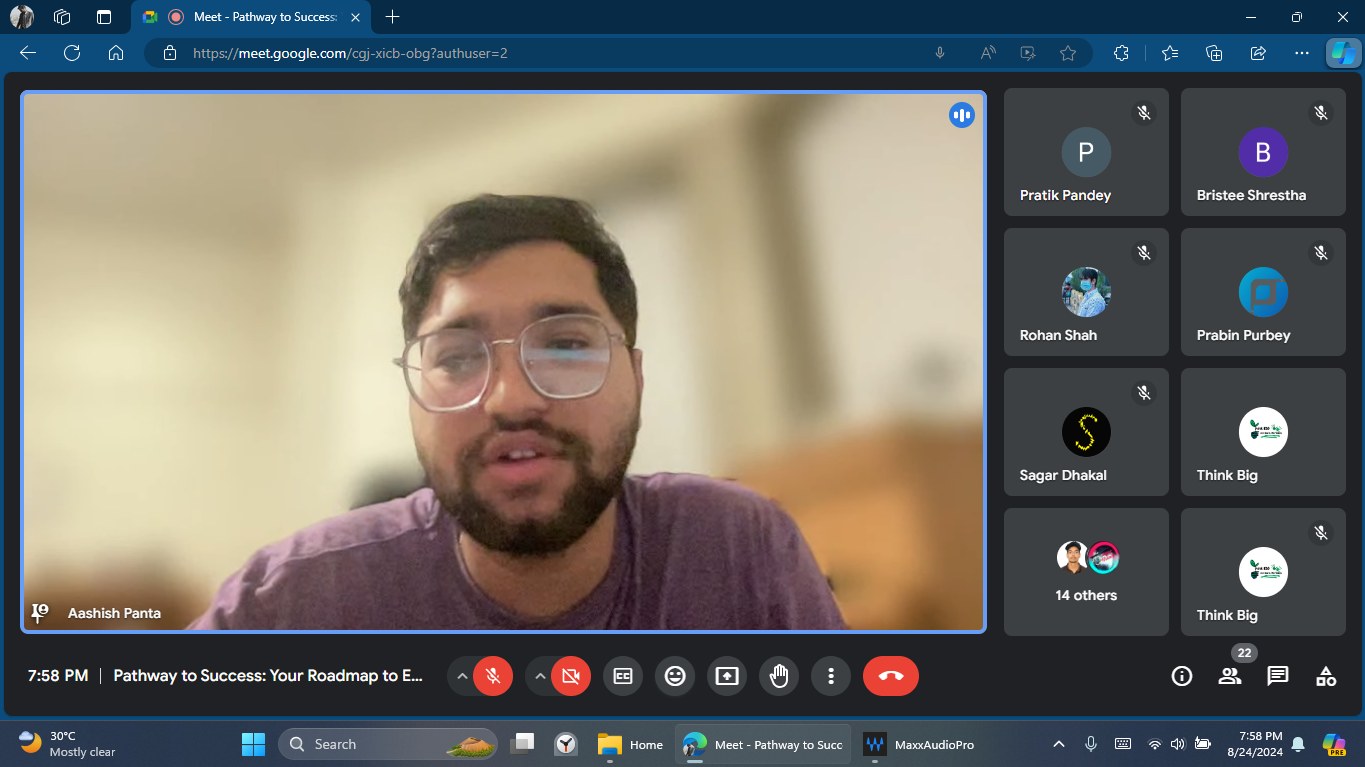 Meet - Pathway to Success:
https://meet.google.com/cgj-xicb-obg?authuser=2
Aashish Panta
P
Pratik Pandey
B
Bristee Shrestha
Rohan Shah
Prabin Purbey
S
Sagar Dhakal
Think Big
14 others
Think Big
7:58 PM | Pathway to Success: Your Roadmap to E...
22
30°C
Mostly clear
Search
Home
Meet - Pathway to Succ
MaxxAudioPro
7:58 PM
8/24/2024
PRE